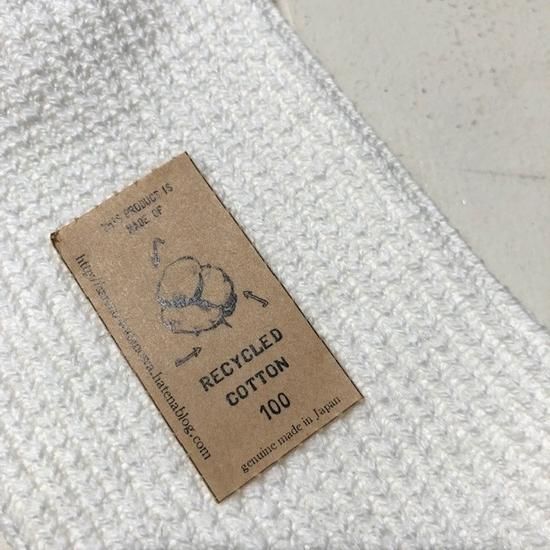 THIS PRODUCT IS
MADE OF
RECYCLED
COTTON
100
genuine made in Japan